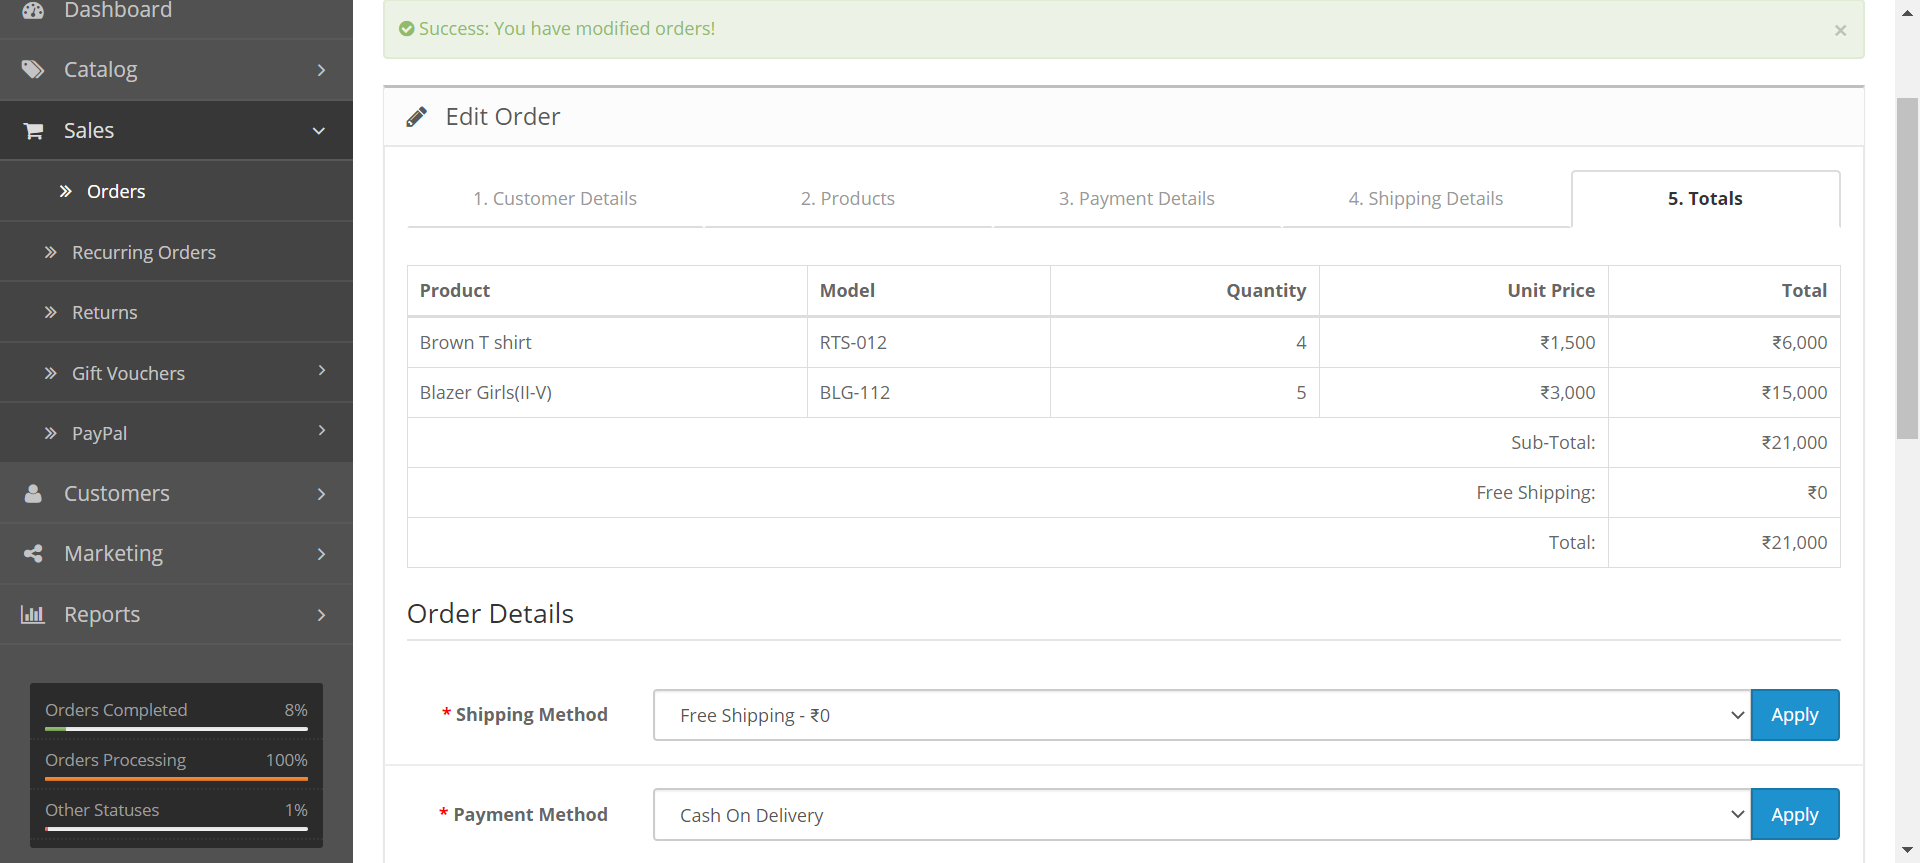 Dashboard
Catalog
Sales
Orders
Recurring Orders
Returns
Gift Vouchers
PayPal
Customers
Marketing
Reports
Orders Completed 8%
Orders Processing 100%
Other Statuses 1%
Success: You have modified orders! ×
Edit Order
1. Customer Details 2. Products 3. Payment Details 4. Shipping Details 5. Totals
Product Model Quantity Unit Price Total
Brown T shirt RTS-012 4 ₹1,500 ₹6,000
Blazer Girls(II-V) BLG-112 5 ₹3,000 ₹15,000
Sub-Total: ₹21,000
Free Shipping: ₹0
Total: ₹21,000
Order Details
* Shipping Method Free Shipping - ₹0 Apply
* Payment Method Cash On Delivery Apply